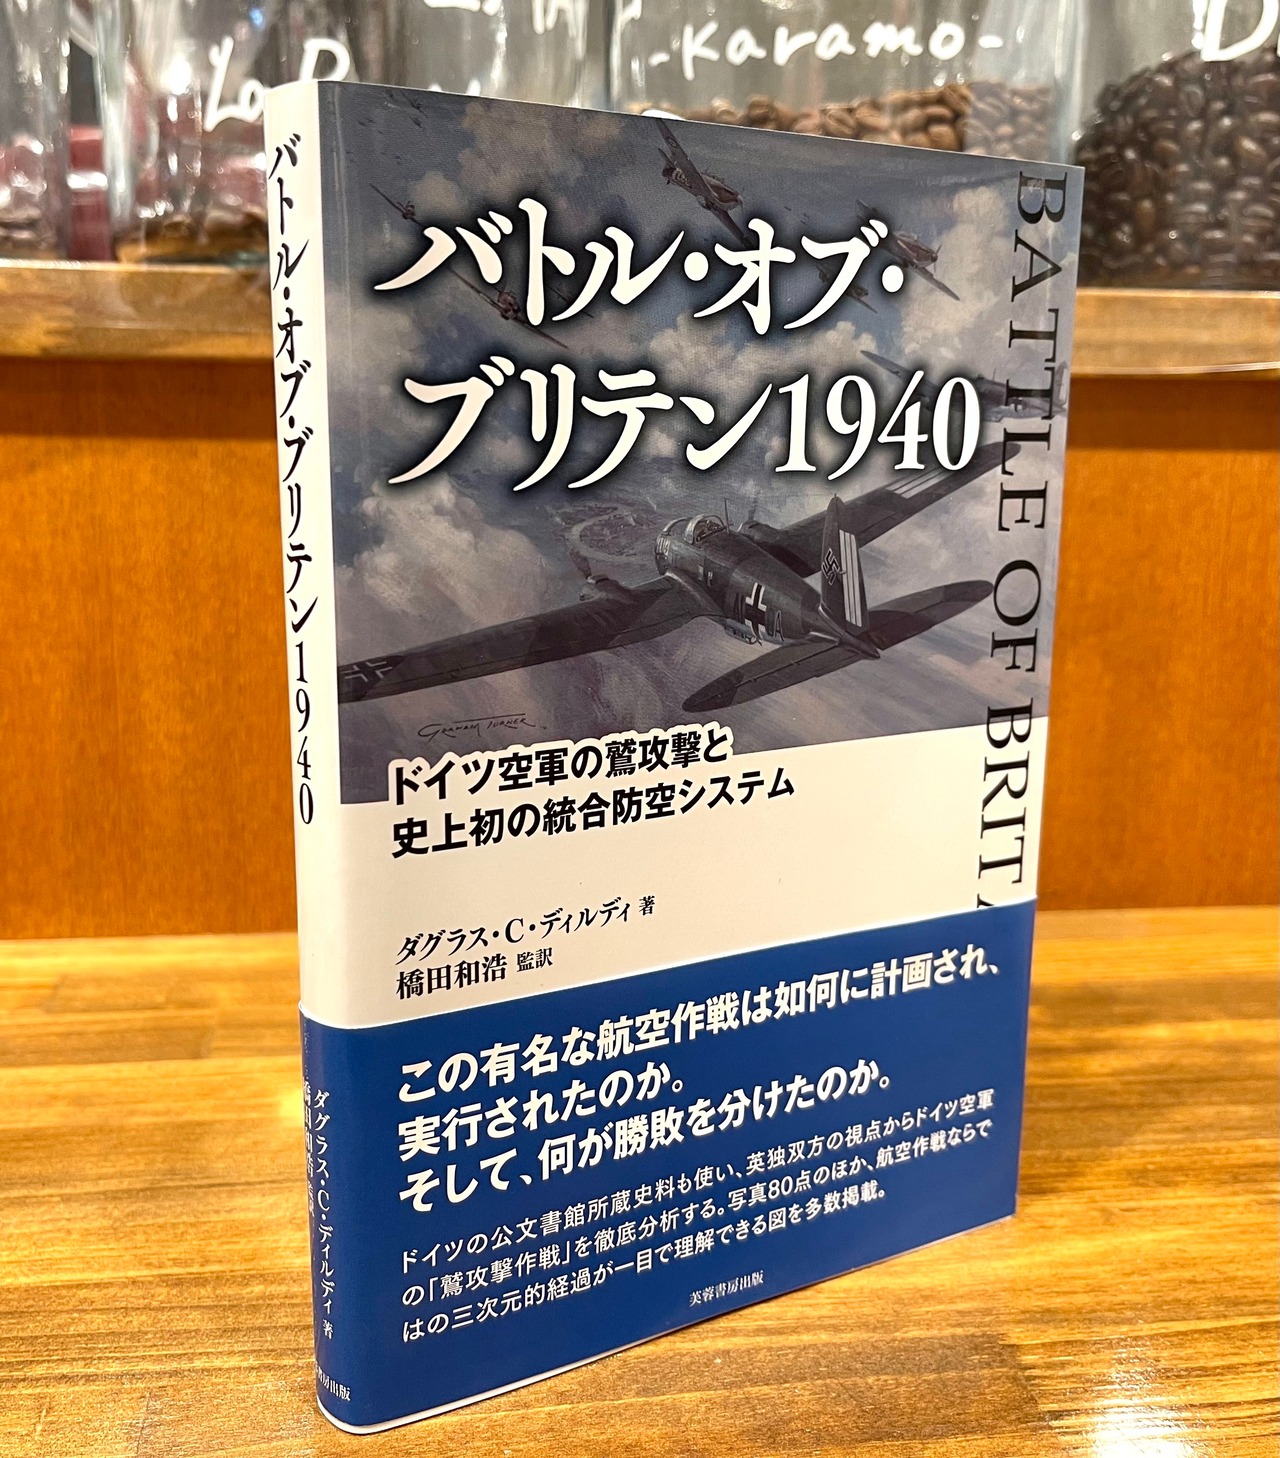 -Karamo-
D
バトル・オブ・
ブリテン1940
BATTLE OF BRITA
GRAHAM TURNER
ドイツ空軍の鷲攻撃と
史上初の統合防空システム
ダグラス・C・ディルディ 著
橋田和浩 監訳
この有名な航空作戦は如何に計画され、
実行されたのか。
そして、何が勝敗を分けたのか。
ドイツの公文書館所蔵史料も使い、英独双方の視点からドイツ空軍
の「鷲攻撃作戦」を徹底分析する。写真80点のほか、航空作戦ならで
はの三次元的経過が一目で理解できる図を多数掲載。
芙蓉書房出版
バトル・オブ・ブリテン1940
ダグラス・C・ディルディ 著
書房出版